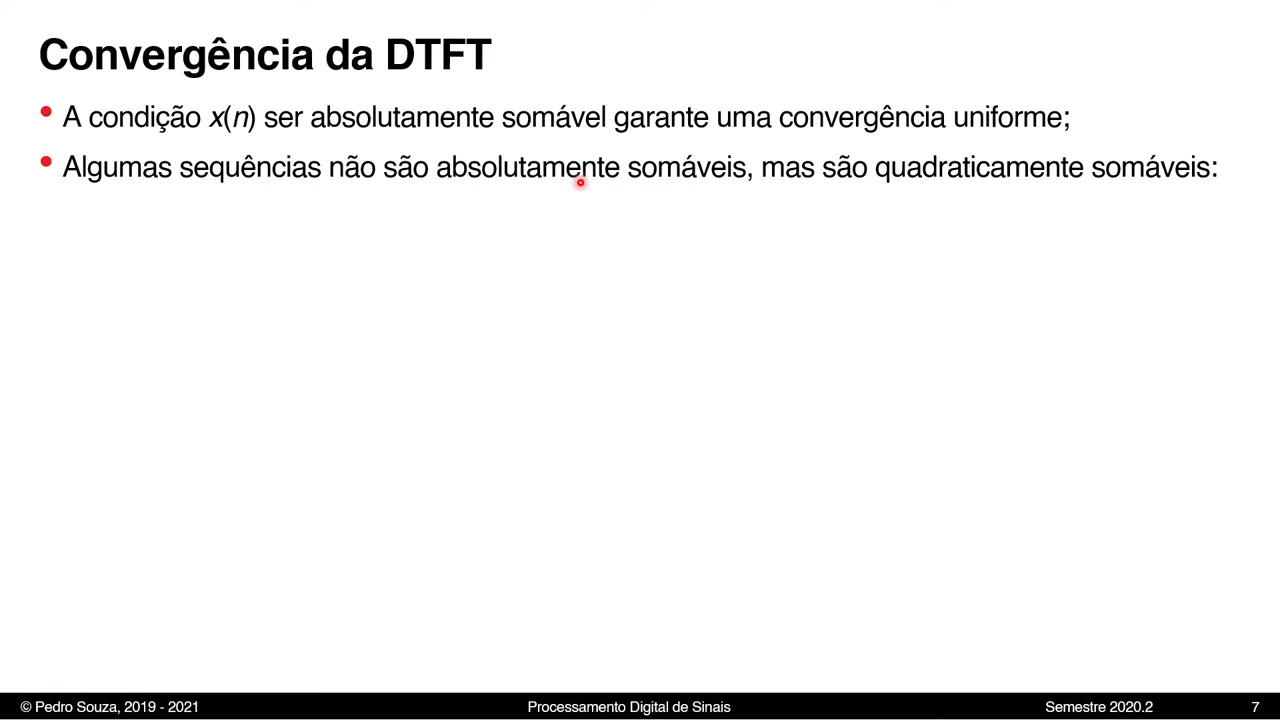 Convergência da DTFT
• A condição x(n) ser absolutamente somável garante uma convergência uniforme;
• Algumas sequências não são absolutamente somáveis, mas são quadraticamente somáveis:
© Pedro Souza, 2019 - 2021 Processamento Digital de Sinais Semestre 2020.2 7